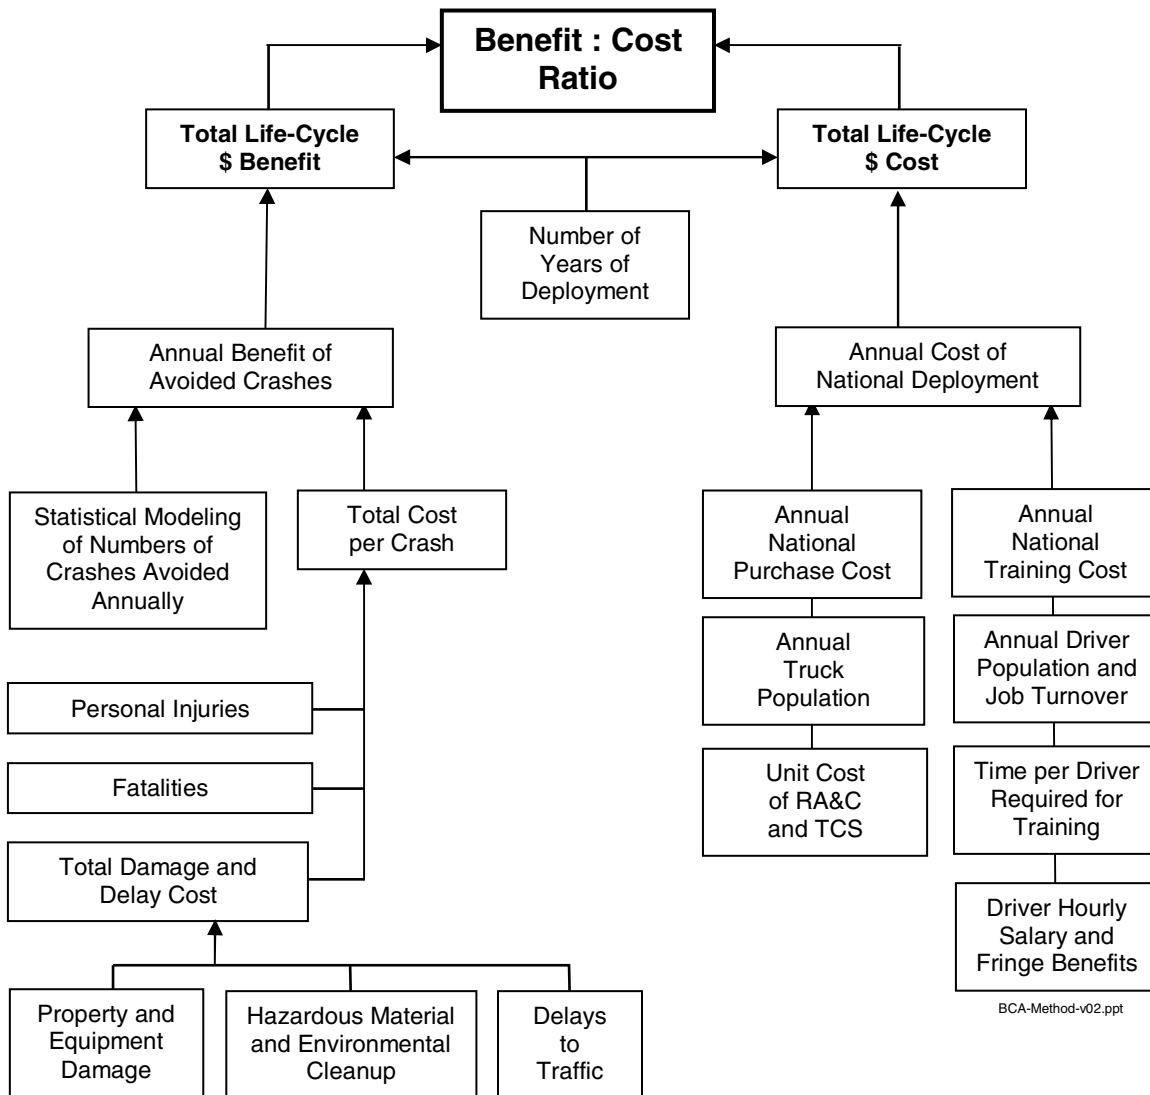 Benefit : Cost
Ratio
Total Life-Cycle
$ Benefit
Total Life-Cycle
$ Cost
Number of
Years of
Deployment
Annual Benefit of
Avoided Crashes
Annual Cost of
National Deployment
Statistical Modeling
of Numbers of
Crashes Avoided
Annually
Total Cost
per Crash
Annual
National
Purchase Cost
Annual
National
Training Cost
Annual
Truck
Population
Annual Driver
Population and
Job Turnover
Personal Injuries
Fatalities
Unit Cost
of RA&C
and TCS
Time per Driver
Required for
Training
Total Damage and
Delay Cost
Driver Hourly
Salary and
Fringe Benefits
Property and
Equipment
Damage
Hazardous Material
and Environmental
Cleanup
Delays
to
Traffic
BCA-Method-v02.ppt